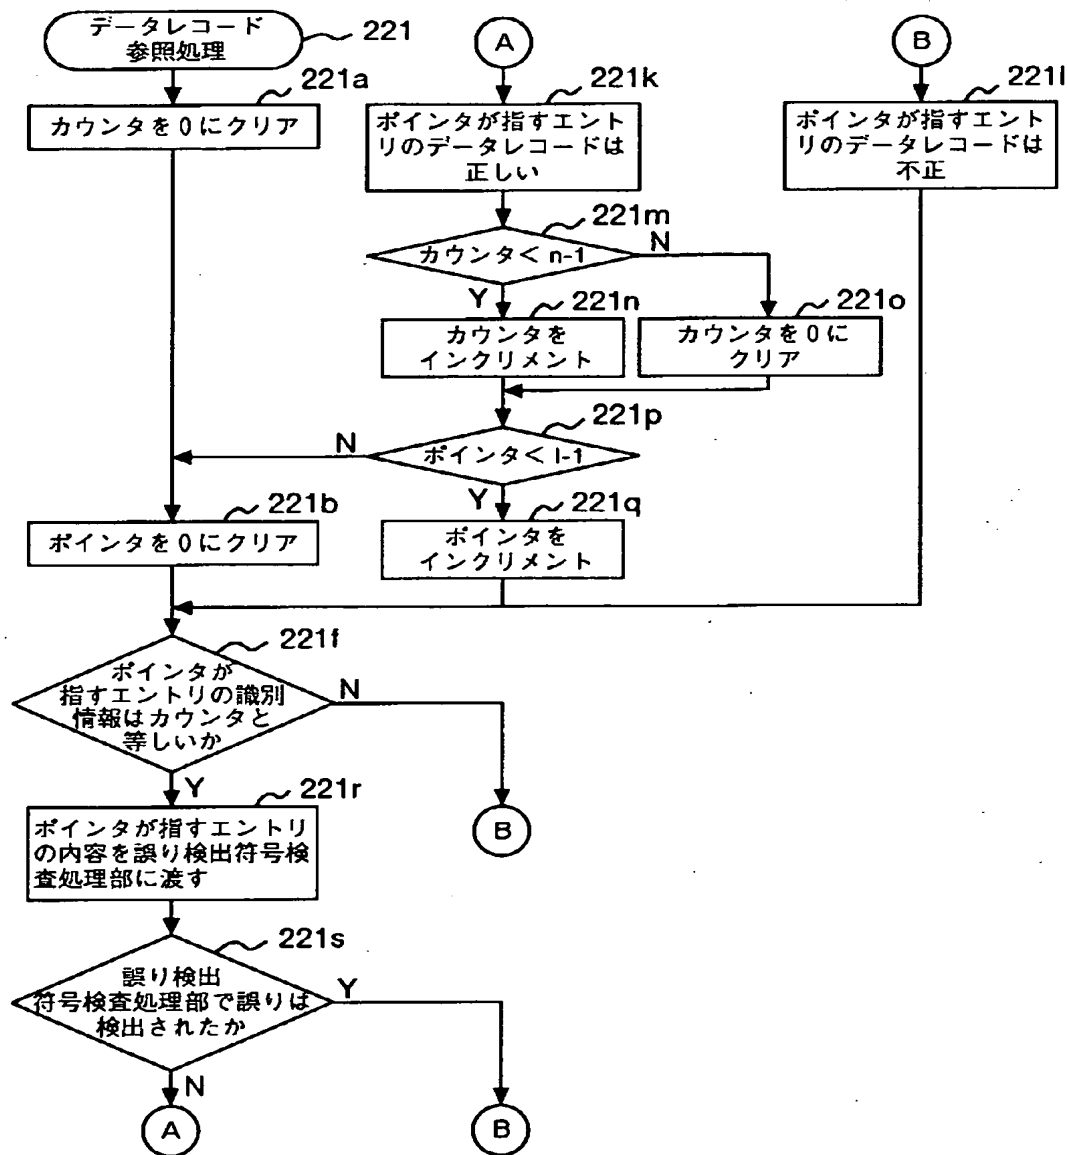 データレコード
参照処理
221
221a
カウンタを0にクリア
A
221k
ポインタが指すエント
リのデータレコードは
正しい
221m
カウンタ< n-1
N
Y
221n
カウンタを
インクリメント
221o
カウンタを0に
クリア
221p
ポインタ< l-1
N
Y
221q
ポインタを
インクリメント
B
221l
ポインタが指すエント
リのデータレコードは
不正
221b
ポインタを0にクリア
221f
ポインタが
指すエントリの識別
情報はカウンタと
等しいか
N
B
Y
221r
ポインタが指すエントリ
の内容を誤り検出符号検
査処理部に渡す
221s
誤り検出
符号検査処理部で誤りは
検出されたか
Y
B
N
A